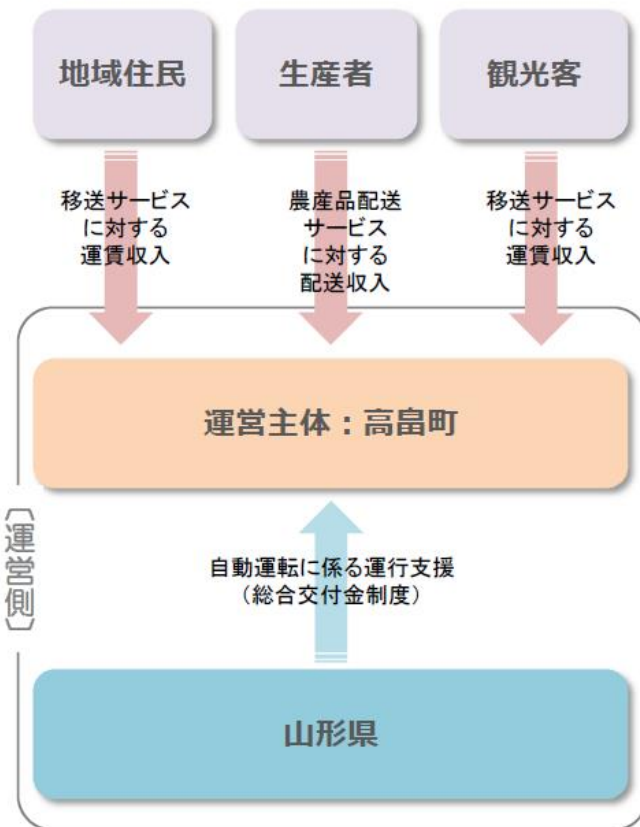 地域住民
生産者
観光客
移送サービス
に対する
運賃収入
農産品配送
サービス
に対する
配送収入
移送サービス
に対する
運賃収入
運営主体：高畠町
〔運営側〕
自動運転に係る運行支援
（総合交付金制度）
山形県